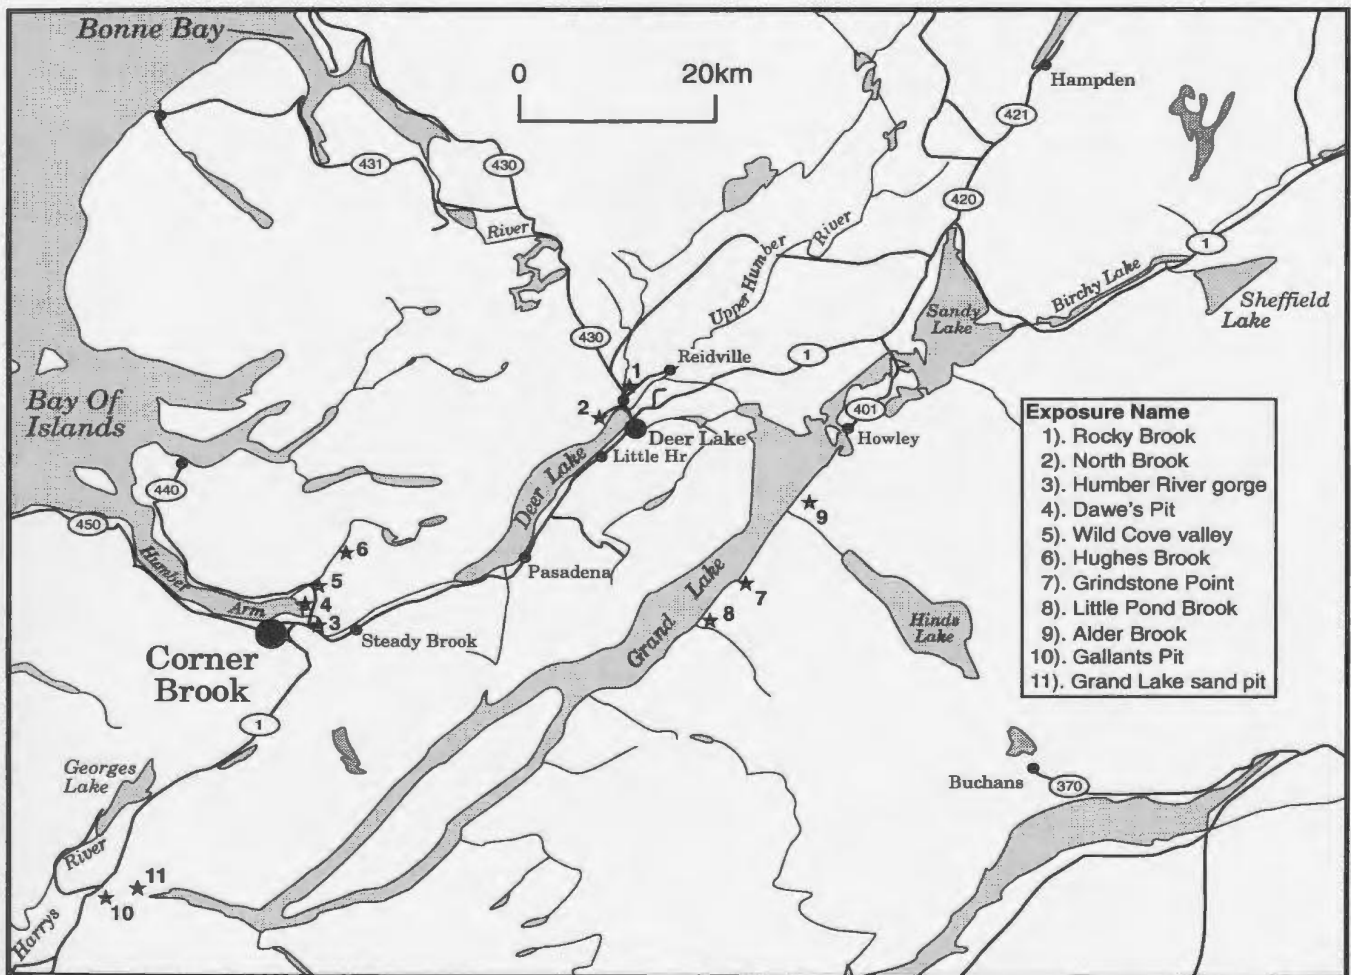 Bonne Bay
0 20km
Hampden
421
431
430
420
River
River
Upper Humber
1
Birchy Lake
Sheffield
Lake
Sandy
Lake
430
1
Reidville
1
Bay Of
Islands
2
401
Deer Lake
Howley
Little Hr
Deer Lake
440
450
9
6
Pasadena
Humber
Arm
5
4
3
7
8
Grand Lake
Hinds
Lake
Steady Brook
Corner
Brook
1
Georges
Lake
Buchans
370
River
Harrys
11
10
Exposure Name
1). Rocky Brook
2). North Brook
3). Humber River gorge
4). Dawe's Pit
5). Wild Cove valley
6). Hughes Brook
7). Grindstone Point
8). Little Pond Brook
9). Alder Brook
10). Gallants Pit
11). Grand Lake sand pit